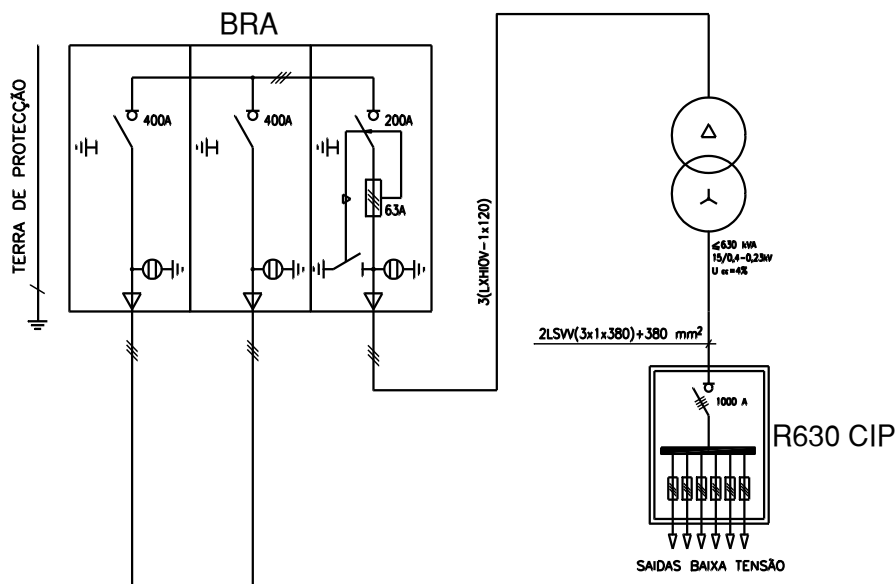 BRA
TERRA DE PROTECÇÃO
400A
400A
200A
63A
3(LXHIOV-1x120)
≤630 kVA
15/0,4-0,23kV
U cc=4%
2LSVV(3x1x380)+380 mm²
1000 A
R630 CIP
SAIDAS BAIXA TENSÃO